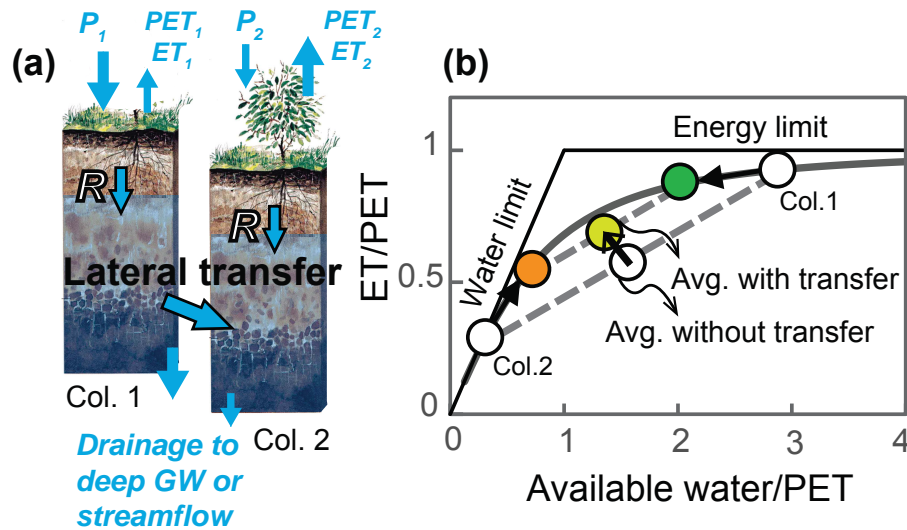 (a)
P1
PET1
ET1
P2
PET2
ET2
R
R
Lateral transfer
Col. 1
Col. 2
Drainage to
deep GW or
streamflow
(b)
Energy limit
Water limit
Col.1
Col.2
Avg. with transfer
Avg. without transfer
ET/PET
1
0.5
0
0
1
2
3
4
Available water/PET